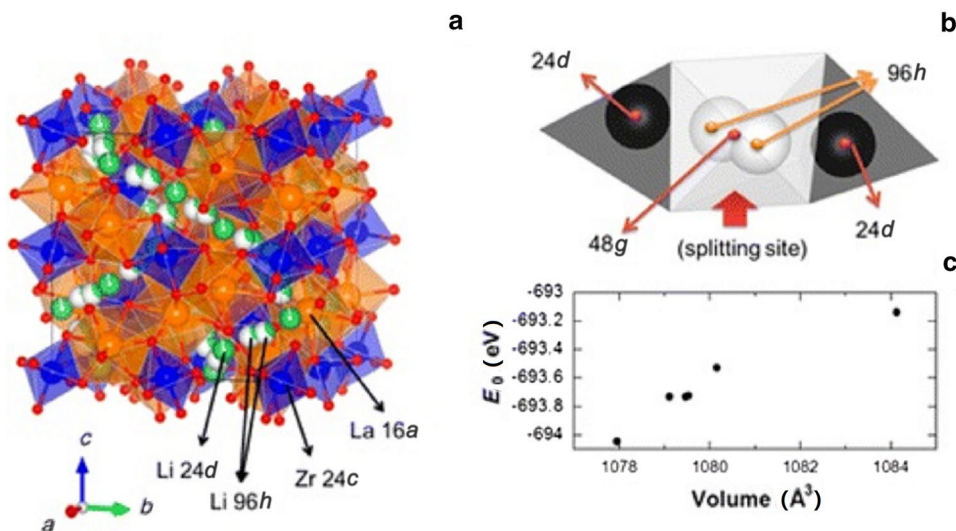 a
b
24d
96h
48g
(splitting site)
24d
La 16a
Li 24d
Zr 24c
Li 96h
c
b
a
c
-693
-693.2
-693.4
-693.6
-693.8
-694
E₀ (eV)
1078
1080
1082
1084
Volume (Å³)